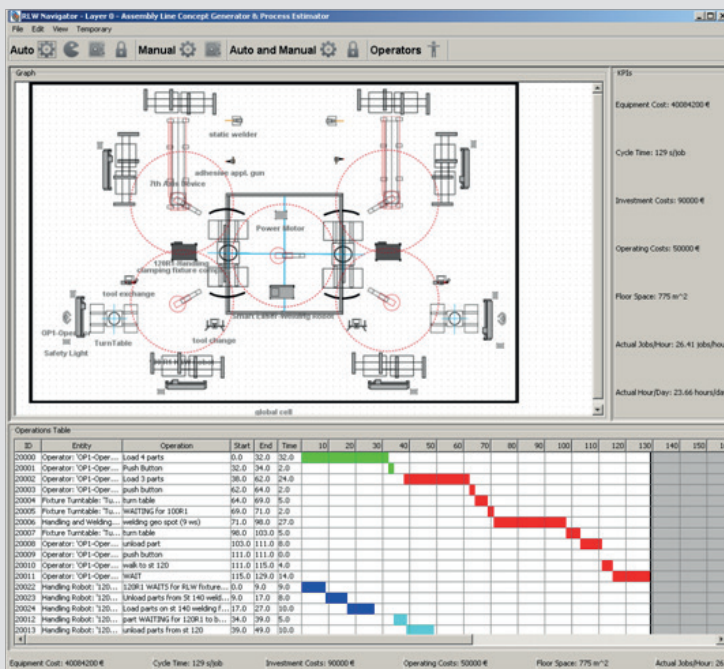 RLW Navigator - Layer 0 - Assembly Line Concept Generator & Process Estimator
File Edit View Temporary
Auto Manual Auto and Manual Operators
Graph
static welder
adhesive appl. gun
7th Axis Device
Power Motor
clamping fixture
tool exchange
Smart Laser Welding Robot
tool change
OP1-Operator
TurnTable
Safety Light
global cell
KPIs
Equipment Cost: 40084200 €
Cycle Time: 129 s/job
Investment Costs: 90000 €
Operating Costs: 50000 €
Floor Space: 775 m^2
Actual Jobs/Hour: 26.41 jobs/hou
Actual Hour/Day: 23.66 hours/day
Operations Table
ID Entity Operation Start End Time 10 20 30 40 50 60 70 80 90 100 110 120 130 140 150
20000 Operator: 'OP1-Oper... Load 4 parts 0.0 32.0 32.0
20001 Operator: 'OP1-Oper... Push Button 32.0 34.0 2.0
20002 Operator: 'OP1-Oper... Load 3 parts 38.0 62.0 24.0
20003 Operator: 'OP1-Oper... push button 62.0 64.0 2.0
20004 Fixture Turntable: 'Tu... turn table 64.0 69.0 5.0
20005 Fixture Turntable: 'Tu... WAITING for 100R1 69.0 71.0 2.0
20006 Handling and Welding... welding geo spot (9 ws) 71.0 98.0 27.0
20007 Fixture Turntable: 'Tu... turn table 98.0 103.0 5.0
20008 Operator: 'OP1-Oper... unload part 103.0 111.0 8.0
20009 Operator: 'OP1-Oper... push button 111.0 111.0 0.0
20010 Operator: 'OP1-Oper... walk to st 120 111.0 115.0 4.0
20011 Operator: 'OP1-Oper... WAIT 115.0 129.0 14.0
20022 Handling Robot: '120... 120R1 WAITS for RLW fixture... 0.0 9.0 9.0
20023 Handling Robot: '120... Unload parts from St 140 weld... 9.0 17.0 8.0
20024 Handling Robot: '120... Load parts on st 140 welding f... 17.0 27.0 10.0
20012 Handling Robot: '120... part WAITING for 120R1 to b... 34.0 39.0 5.0
20013 Handling Robot: '120... unload parts from st 120 39.0 49.0 10.0
Equipment Cost: 40084200 € Cycle Time: 129 s/job Investment Costs: 90000 € Operating Costs: 50000 € Floor Space: 775 m^2 Actual Jobs/Hour: 26